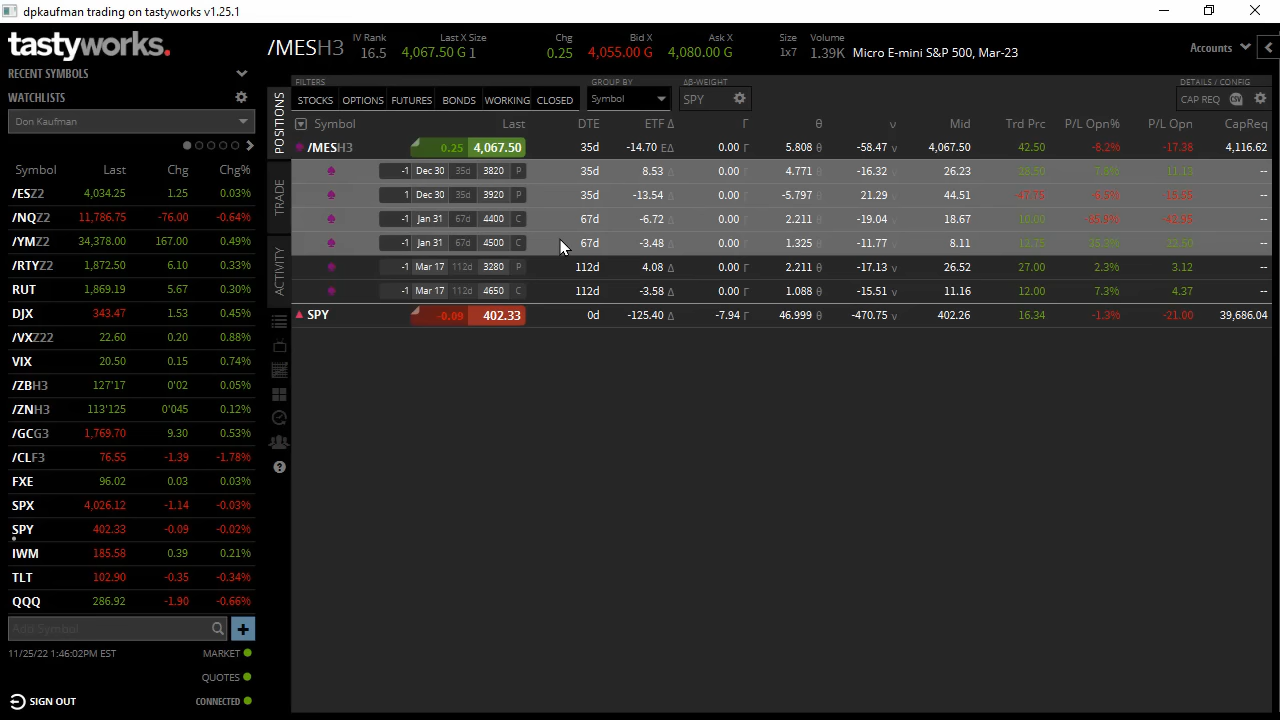 dpkaufman trading on tastyworks v1.25.1
tastyworks.
/MESH3 IV Rank 16.5 Last X Size 4,067.50 G 1 Chg 0.25 Bid X 4,055.00 G Ask X 4,080.00 G Size 1x7 Volume 1.39K Micro E-mini S&P 500, Mar-23 Accounts
RECENT SYMBOLS
WATCHLISTS
Don Kaufman
Symbol Last Chg Chg%
/ESZ2 4,034.25 1.25 0.03%
/NQZ2 11,786.75 -76.00 -0.64%
/YMZ2 34,378.00 167.00 0.49%
/RTYZ2 1,872.50 6.10 0.33%
RUT 1,869.19 5.67 0.30%
DJX 343.47 1.53 0.45%
/VXZ22 22.60 0.20 0.88%
VIX 20.50 0.15 0.74%
/ZBH3 127'17 0'02 0.05%
/ZNH3 113'125 0'045 0.12%
/GCG3 1,769.70 9.30 0.53%
/CLF3 76.55 -1.39 -1.78%
FXE 96.02 0.03 0.03%
SPX 4,026.12 -1.14 -0.03%
SPY 402.33 -0.09 -0.02%
IWM 185.58 0.39 0.21%
TLT 102.90 -0.35 -0.34%
QQQ 286.92 -1.90 -0.66%
Add Symbol
11/25/22 1:46:02PM EST MARKET
QUOTES
SIGN OUT CONNECTED
POSITIONS
TRADE
ACTIVITY
FILTERS GROUP BY Δβ-WEIGHT DETAILS / CONFIG
STOCKS OPTIONS FUTURES BONDS WORKING CLOSED Symbol SPY CAP REQ CSV
Symbol Last DTE ETF Δ Γ θ ν Mid Trd Prc P/L Opn% P/L Opn CapReq
/MESH3 0.25 4,067.50 35d -14.70 EΔ 0.00 Γ 5.808 θ -58.47 ν 4,067.50 42.50 -8.2% -17.38 4,116.62
-1 Dec 30 35d 3820 P 35d 8.53 Δ 0.00 Γ 4.771 θ -16.32 ν 26.23 11.13 --
1 Dec 30 35d 3920 P 35d -13.54 Δ 0.00 Γ -5.797 θ 21.29 ν 44.51 -47.75 --
-1 Jan 31 67d 4400 C 67d -6.72 Δ 0.00 Γ 2.211 θ -19.04 ν 18.67 10.00 --
-1 Jan 31 67d 4500 C 67d -3.48 Δ 0.00 Γ 1.325 θ -11.77 ν 8.11 13.75 --
-1 Mar 17 112d 3280 P 112d 4.08 Δ 0.00 Γ 2.211 θ -17.13 ν 26.52 27.00 2.3% 3.12 --
-1 Mar 17 112d 4650 C 112d -3.58 Δ 0.00 Γ 1.088 θ -15.51 ν 11.16 12.00 7.3% 4.37 --
SPY -0.09 402.33 0d -125.40 Δ -7.94 Γ 46.999 θ -470.75 ν 402.26 16.34 -1.3% -21.00 39,686.04